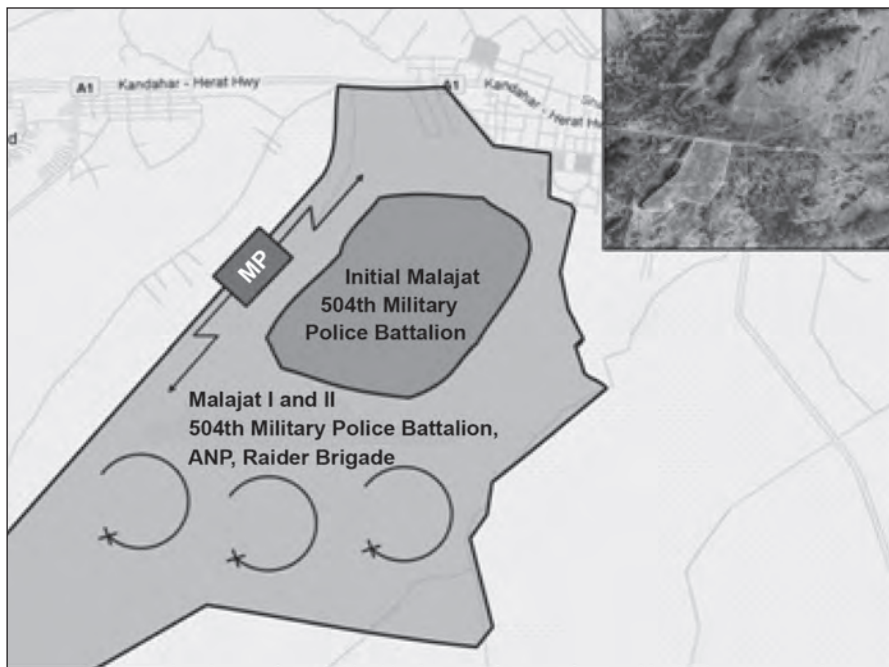 A1
Kandahar - Herat Hwy
A1
Kandahar
- Herat
MP
Initial Malajat
504th Military
Police Battalion
Malajat I and II
504th Military Police Battalion,
ANP, Raider Brigade